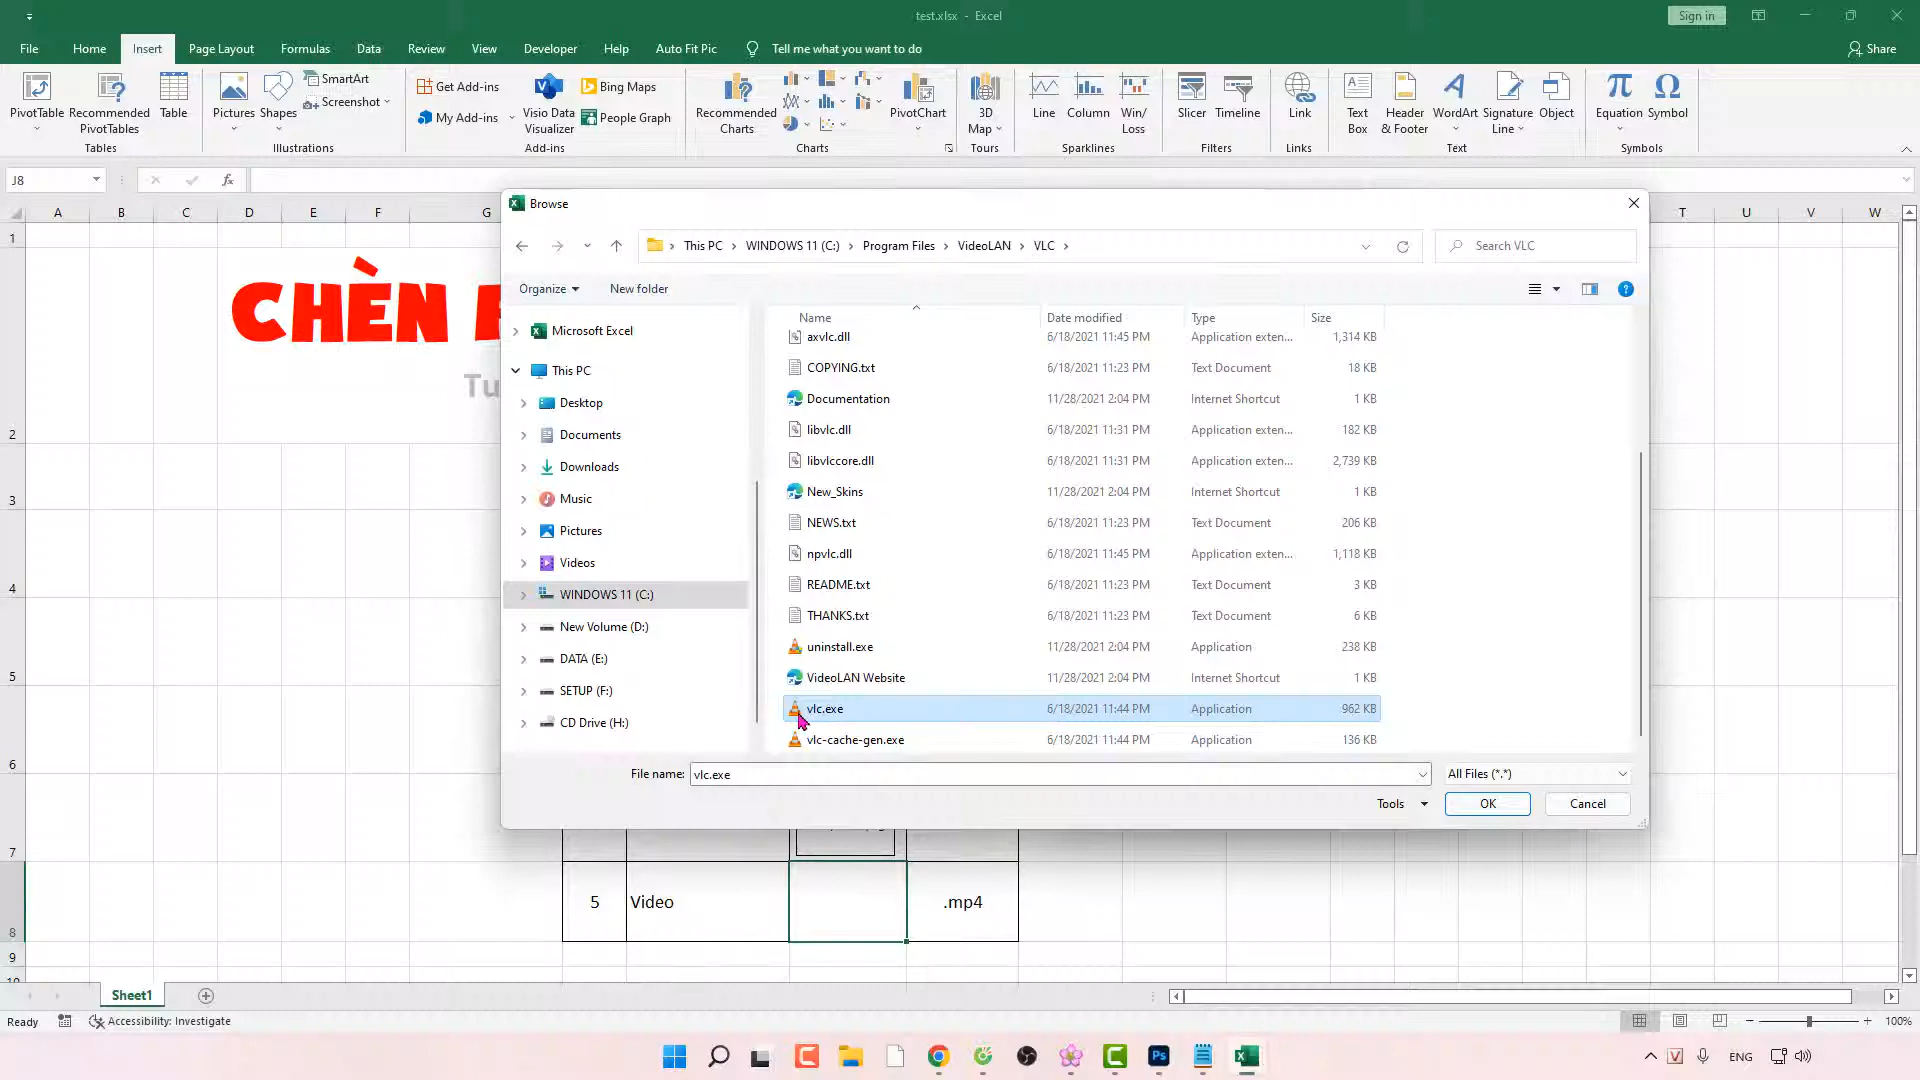 test.xlsx - Excel
Sign in
File Home Insert Page Layout Formulas Data Review View Developer Help Auto Fit Pic Tell me what you want to do Share
PivotTable
Recommended
PivotTables
Table
Tables
Pictures
Shapes
SmartArt
Screenshot
Illustrations
Get Add-ins
My Add-ins
Visio Data
Visualizer
Bing Maps
People Graph
Add-ins
Recommended
Charts
PivotChart
Charts
3D
Map
Tours
Line
Column
Win/
Loss
Sparklines
Slicer
Timeline
Filters
Link
Links
Text
Box
Header
& Footer
WordArt
Signature
Line
Object
Text
Equation
Symbol
Symbols
J8
fx
A B C D E F G T U V W
1
2
3
4
5
6
7
8
9
10
CHÈN
Tu
Browse
This PC
WINDOWS 11 (C:)
Program Files
VideoLAN
VLC
Search VLC
Organize
New folder
Microsoft Excel
This PC
Desktop
Documents
Downloads
Music
Pictures
Videos
WINDOWS 11 (C:)
New Volume (D:)
DATA (E:)
SETUP (F:)
CD Drive (H:)
Name Date modified Type Size
axvlc.dll 6/18/2021 11:45 PM Application exten... 1,314 KB
COPYING.txt 6/18/2021 11:23 PM Text Document 18 KB
Documentation 11/28/2021 2:04 PM Internet Shortcut 1 KB
libvlc.dll 6/18/2021 11:31 PM Application exten... 182 KB
libvlccore.dll 6/18/2021 11:31 PM Application exten... 2,739 KB
New_Skins 11/28/2021 2:04 PM Internet Shortcut 1 KB
NEWS.txt 6/18/2021 11:23 PM Text Document 206 KB
npvlc.dll 6/18/2021 11:45 PM Application exten... 1,118 KB
README.txt 6/18/2021 11:23 PM Text Document 3 KB
THANKS.txt 6/18/2021 11:23 PM Text Document 6 KB
uninstall.exe 11/28/2021 2:04 PM Application 238 KB
VideoLAN Website 11/28/2021 2:04 PM Internet Shortcut 1 KB
vlc.exe 6/18/2021 11:44 PM Application 962 KB
vlc-cache-gen.exe 6/18/2021 11:44 PM Application 136 KB
File name: vlc.exe All Files (*.*)
Tools OK Cancel
5 Video .mp4
Sheet1
Ready
Accessibility: Investigate
100%
ENG